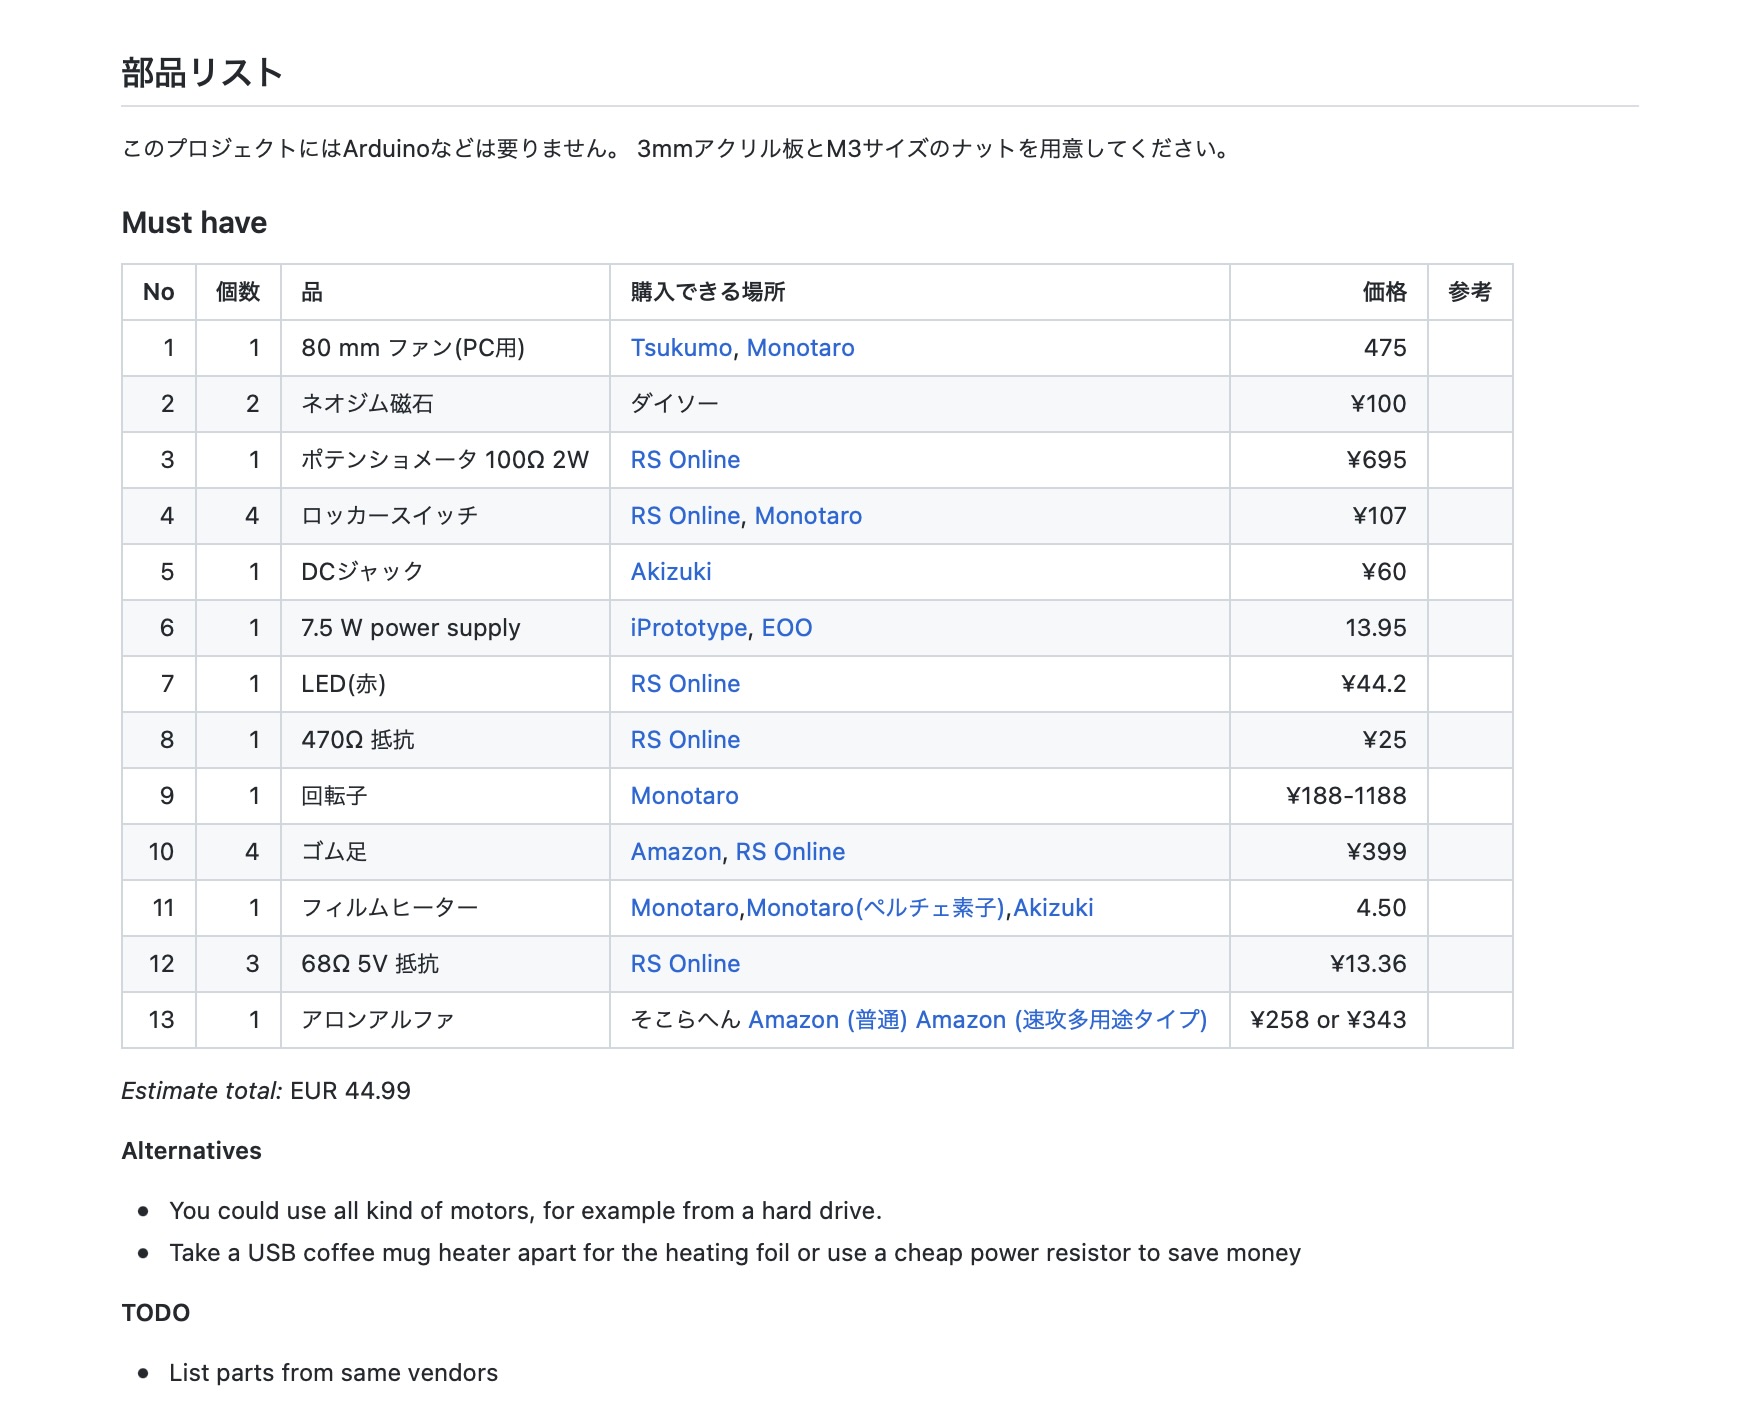 部品リスト
このプロジェクトにはArduinoなどは要りません。 3mmアクリル板とM3サイズのナットを用意してください。
Must have
No 個数 品 購入できる場所 価格 参考
1 1 80 mm ファン(PC用) Tsukumo, Monotaro 475
2 2 ネオジム磁石 ダイソー ¥100
3 1 ポテンショメータ 100Ω 2W RS Online ¥695
4 4 ロッカースイッチ RS Online, Monotaro ¥107
5 1 DCジャック Akizuki ¥60
6 1 7.5 W power supply iPrototype, EOO 13.95
7 1 LED(赤) RS Online ¥44.2
8 1 470Ω 抵抗 RS Online ¥25
9 1 回転子 Monotaro ¥188-1188
10 4 ゴム足 Amazon, RS Online ¥399
11 1 フィルムヒーター Monotaro,Monotaro(ペルチェ素子),Akizuki 4.50
12 3 68Ω 5V 抵抗 RS Online ¥13.36
13 1 アロンアルファ そこらへん Amazon (普通) Amazon (速攻多用途タイプ) ¥258 or ¥343
Estimate total: EUR 44.99
Alternatives
• You could use all kind of motors, for example from a hard drive.
• Take a USB coffee mug heater apart for the heating foil or use a cheap power resistor to save money
TODO
• List parts from same vendors